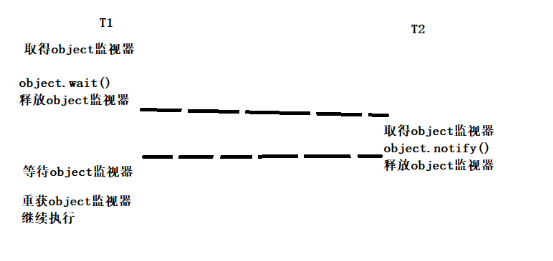 T1
T2
取得object监视器
object.wait()
释放object监视器
取得object监视器
object.notify()
释放object监视器
等待object监视器
重获object监视器
继续执行